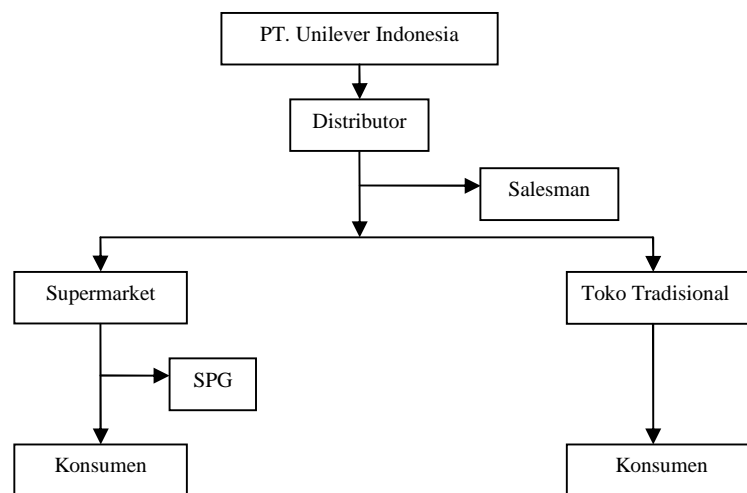 PT. Unilever Indonesia
Distributor
Salesman
Supermarket
Toko Tradisional
SPG
Konsumen
Konsumen